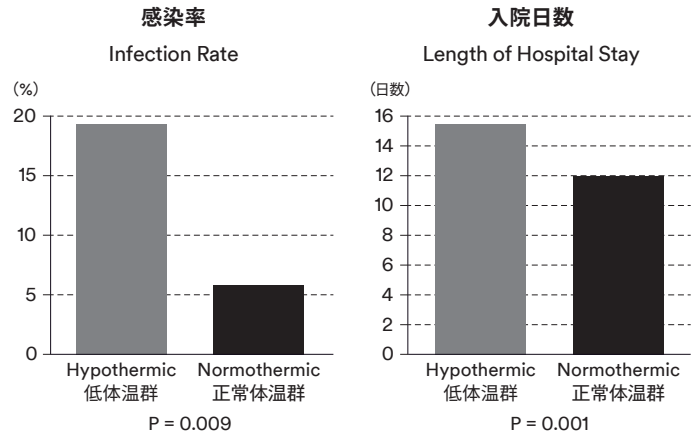 感染率
Infection Rate
(%)
20
15
10
5
0
Hypothermic
低体温群
Normothermic
正常体温群
P = 0.009
入院日数
Length of Hospital Stay
(日数)
16
14
12
10
8
6
4
2
0
Hypothermic
低体温群
Normothermic
正常体温群
P = 0.001